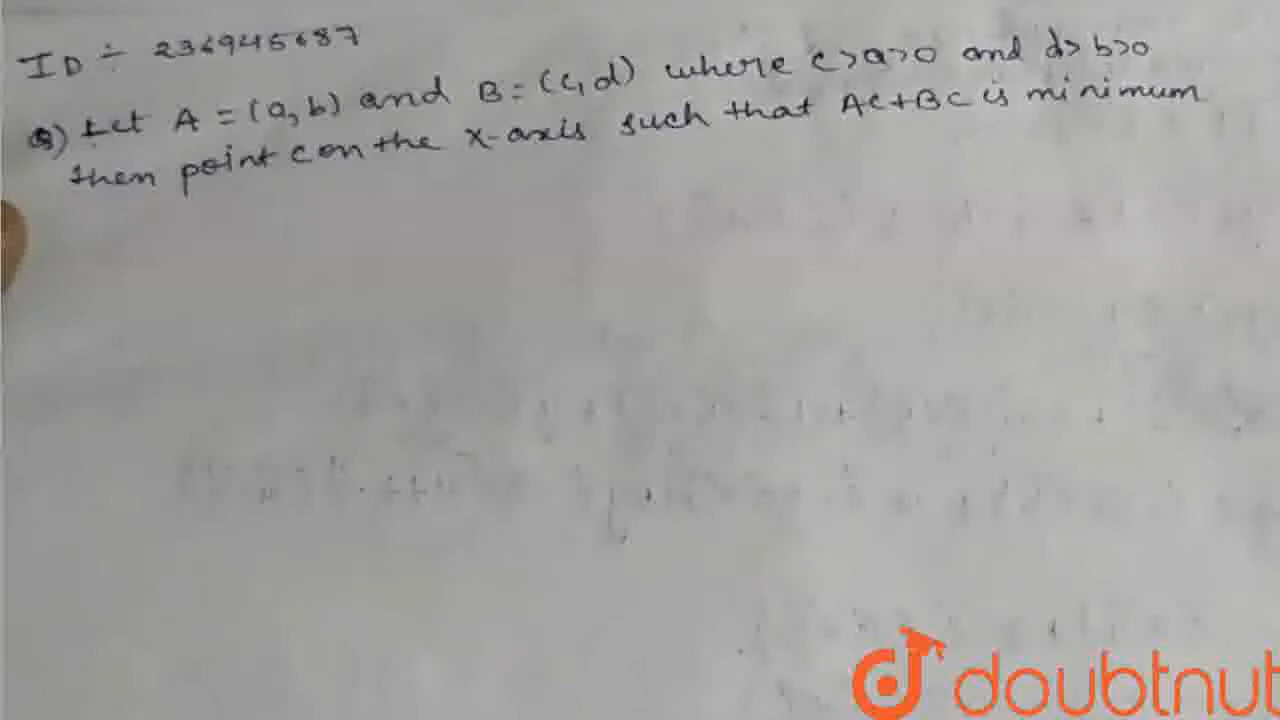 ID ÷ 236945687
Q) Let A = (a, b) and B = (c, d) where c > a > 0 and d > b > 0
then point c on the x-axis such that AC + BC is minimum
doubtnut